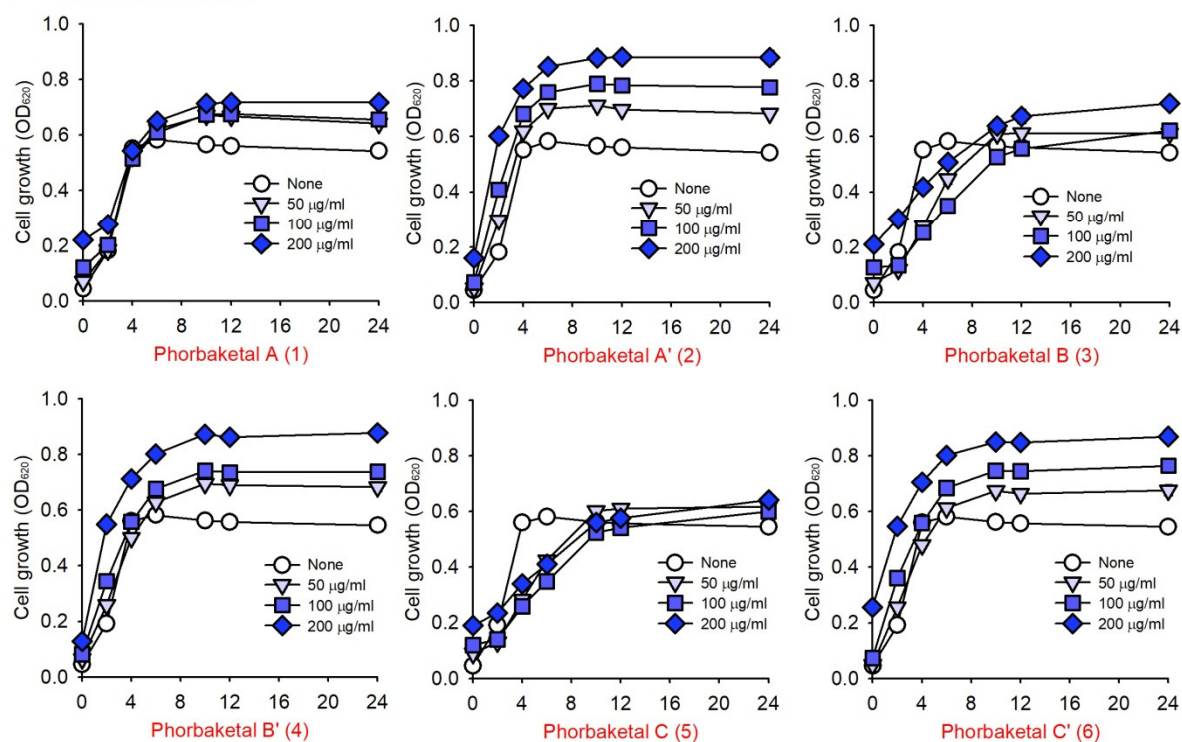 1.0
0.8
0.6
0.4
0.2
0.0
Cell growth (OD620)
None
50 µg/ml
100 µg/ml
200 µg/ml
0 4 8 12 16 20 24
Phorbaketal A (1)
1.0
0.8
0.6
0.4
0.2
0.0
Cell growth (OD620)
None
50 µg/ml
100 µg/ml
200 µg/ml
0 4 8 12 16 20 24
Phorbaketal A' (2)
1.0
0.8
0.6
0.4
0.2
0.0
Cell growth (OD620)
None
50 µg/ml
100 µg/ml
200 µg/ml
0 4 8 12 16 20 24
Phorbaketal B (3)
1.0
0.8
0.6
0.4
0.2
0.0
Cell growth (OD620)
None
50 µg/ml
100 µg/ml
200 µg/ml
0 4 8 12 16 20 24
Phorbaketal B' (4)
1.0
0.8
0.6
0.4
0.2
0.0
Cell growth (OD620)
None
50 µg/ml
100 µg/ml
200 µg/ml
0 4 8 12 16 20 24
Phorbaketal C (5)
1.0
0.8
0.6
0.4
0.2
0.0
Cell growth (OD620)
None
50 µg/ml
100 µg/ml
200 µg/ml
0 4 8 12 16 20 24
Phorbaketal C' (6)